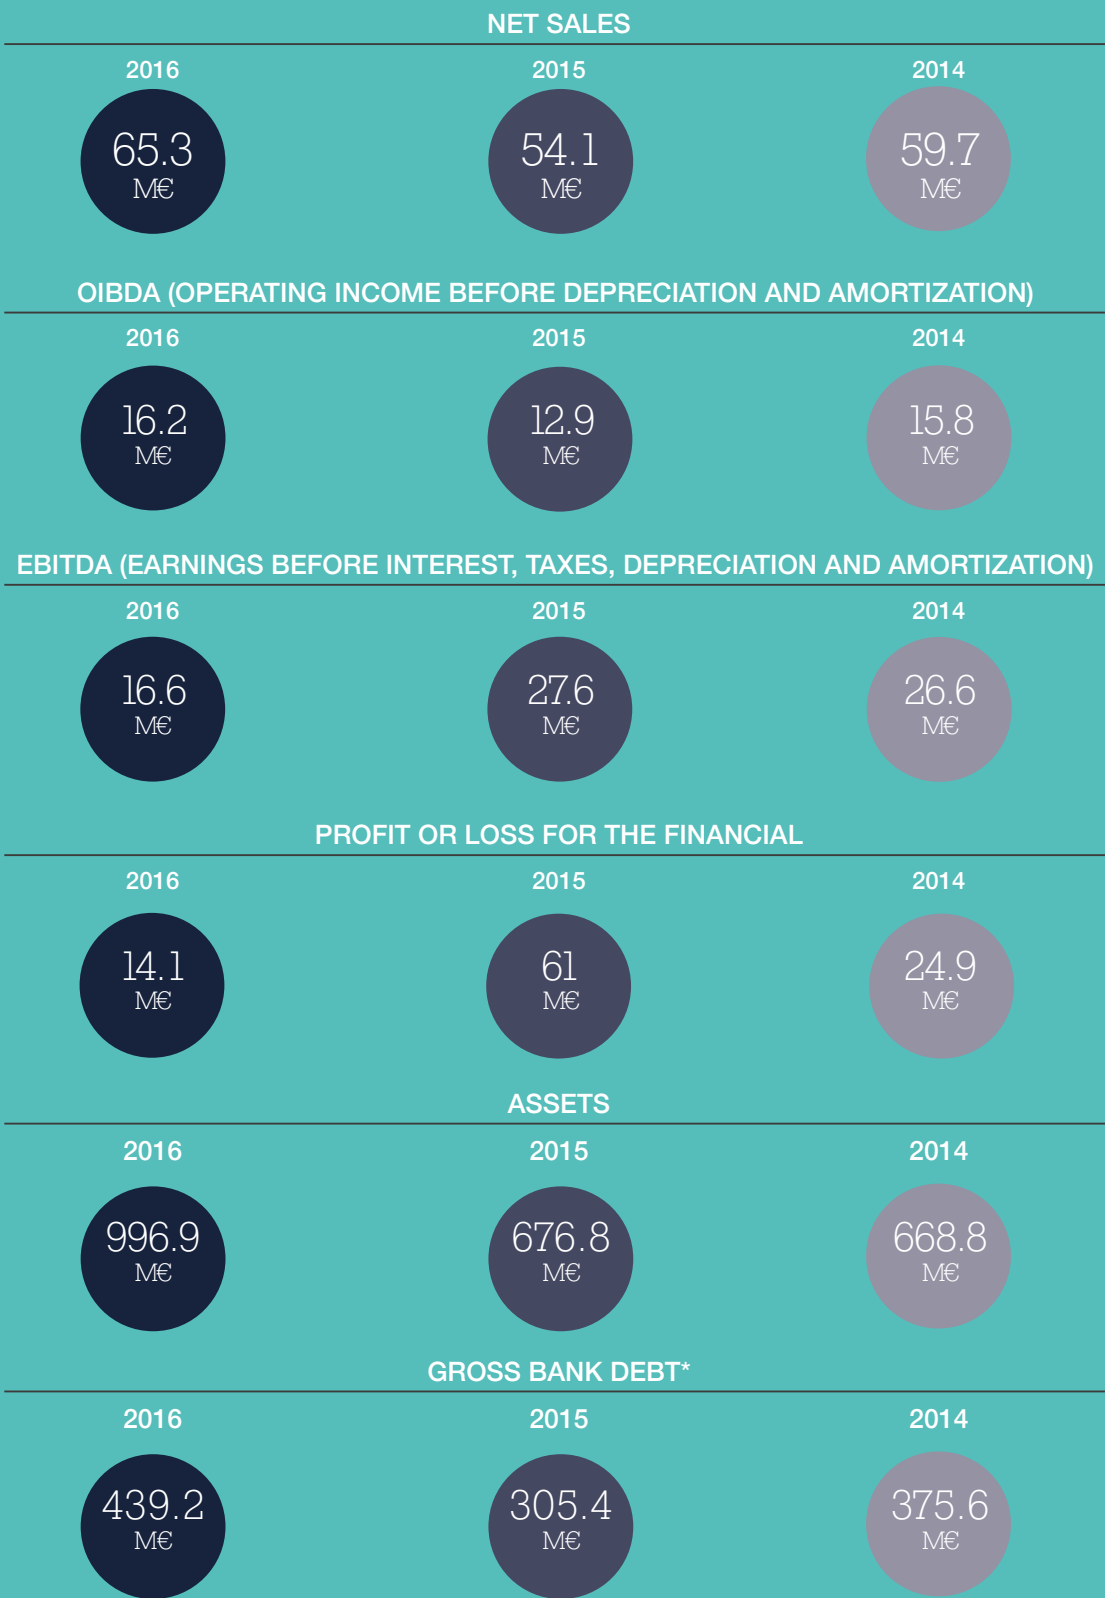 NET SALES
2016 2015 2014
65.3 54.1 59.7
M€ M€ M€
OIBDA (OPERATING INCOME BEFORE DEPRECIATION AND AMORTIZATION)
2016 2015 2014
16.2 12.9 15.8
M€ M€ M€
EBITDA (EARNINGS BEFORE INTEREST, TAXES, DEPRECIATION AND AMORTIZATION)
2016 2015 2014
16.6 27.6 26.6
M€ M€ M€
PROFIT OR LOSS FOR THE FINANCIAL
2016 2015 2014
14.1 61 24.9
M€ M€ M€
ASSETS
2016 2015 2014
996.9 676.8 668.8
M€ M€ M€
GROSS BANK DEBT*
2016 2015 2014
439.2 305.4 375.6
M€ M€ M€